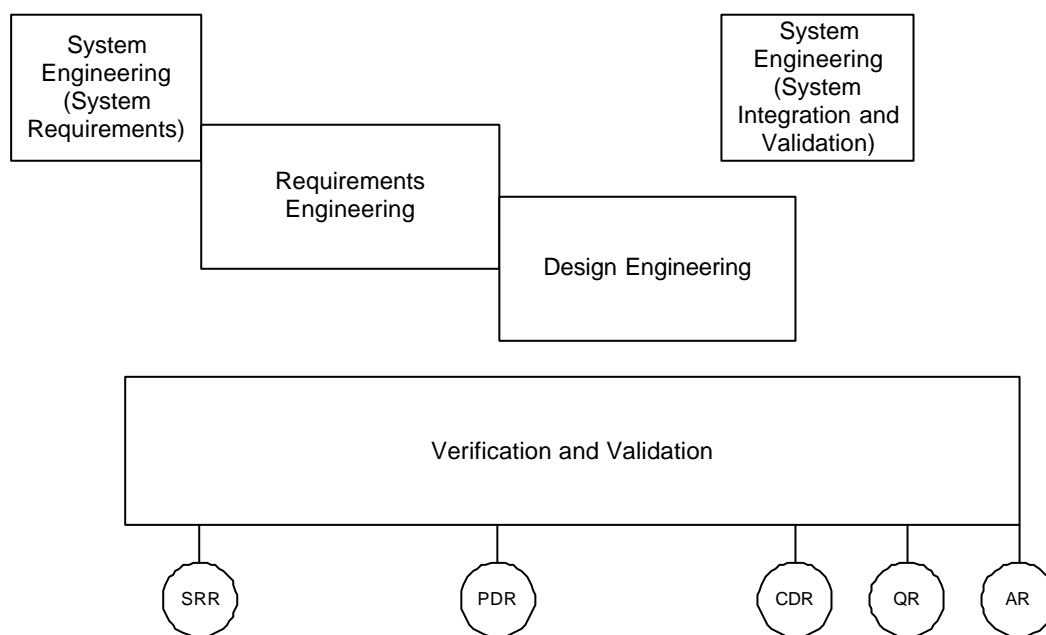 System
Engineering
(System
Requirements)
System
Engineering
(System
Integration and
Validation)
Requirements
Engineering
Design Engineering
Verification and Validation
SRR
PDR
CDR
QR
AR